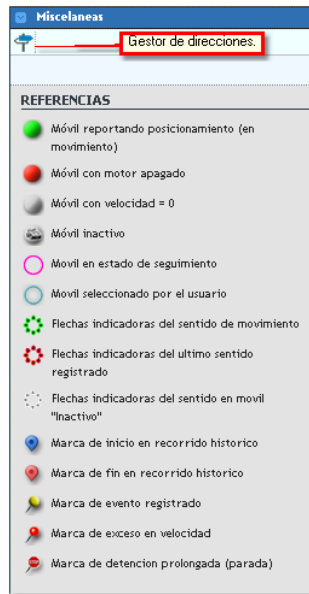 Miscelaneas
Gestor de direcciones.
REFERENCIAS
Móvil reportando posicionamiento (en
movimiento)
Móvil con motor apagado
Móvil con velocidad = 0
Móvil inactivo
Movil en estado de seguimiento
Movil seleccionado por el usuario
Flechas indicadoras del sentido de movimiento
Flechas indicadoras del ultimo sentido
registrado
Flechas indicadoras del sentido en movil
"Inactivo"
Marca de inicio en recorrido historico
Marca de fin en recorrido historico
Marca de evento registrado
Marca de exceso en velocidad
Marca de detencion prolongada (parada)